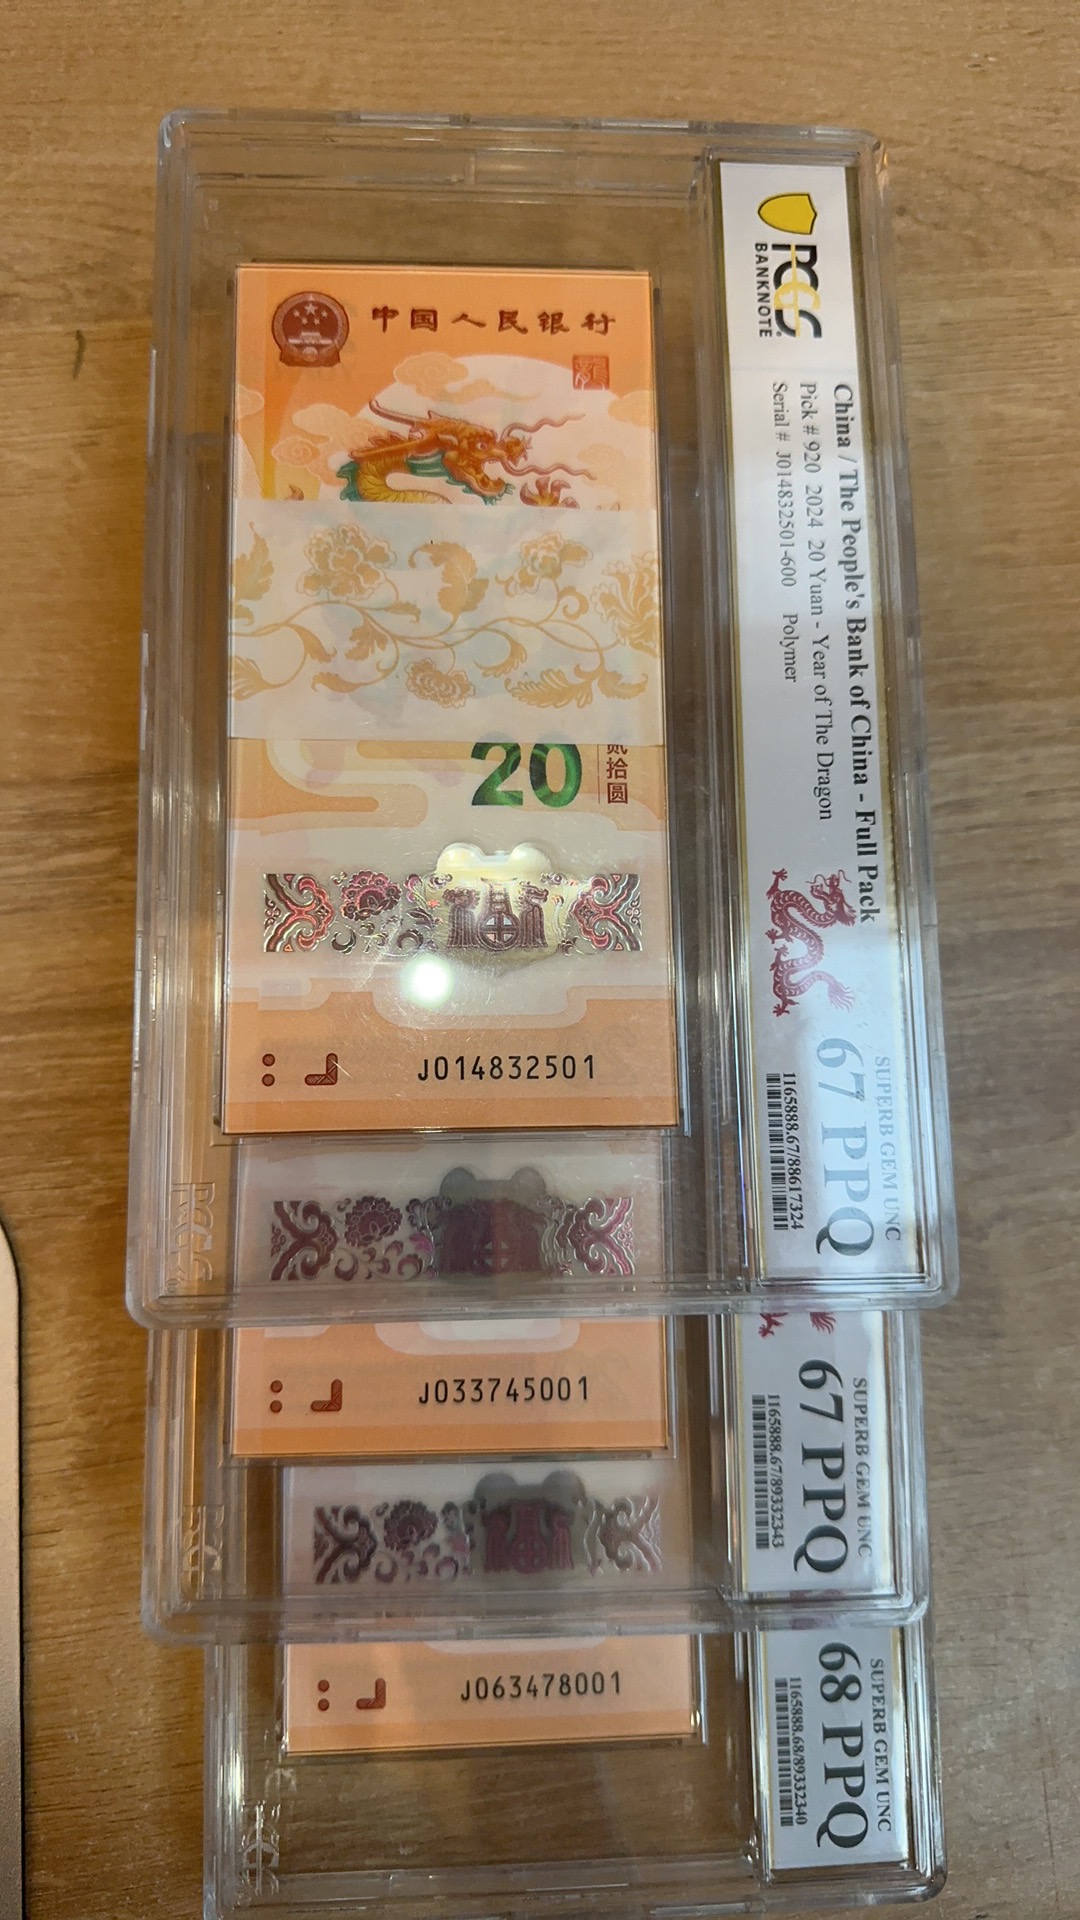 中国人民银行
20
贰拾圆
J014832501
PCGS
BANKNOTE
China / The People's Bank of China - Full Pack
Pick # 920 2024 20 Yuan - Year of The Dragon
Serial # J014832501-600 Polymer
SUPERB GEM UNC
67 PPQ
1165888.67/88617324
PCGS
J033745001
SUPERB GEM UNC
67 PPQ
1165888.67/89332343
J063478001
SUPERB GEM UNC
68 PPQ
1165888.68/89332340